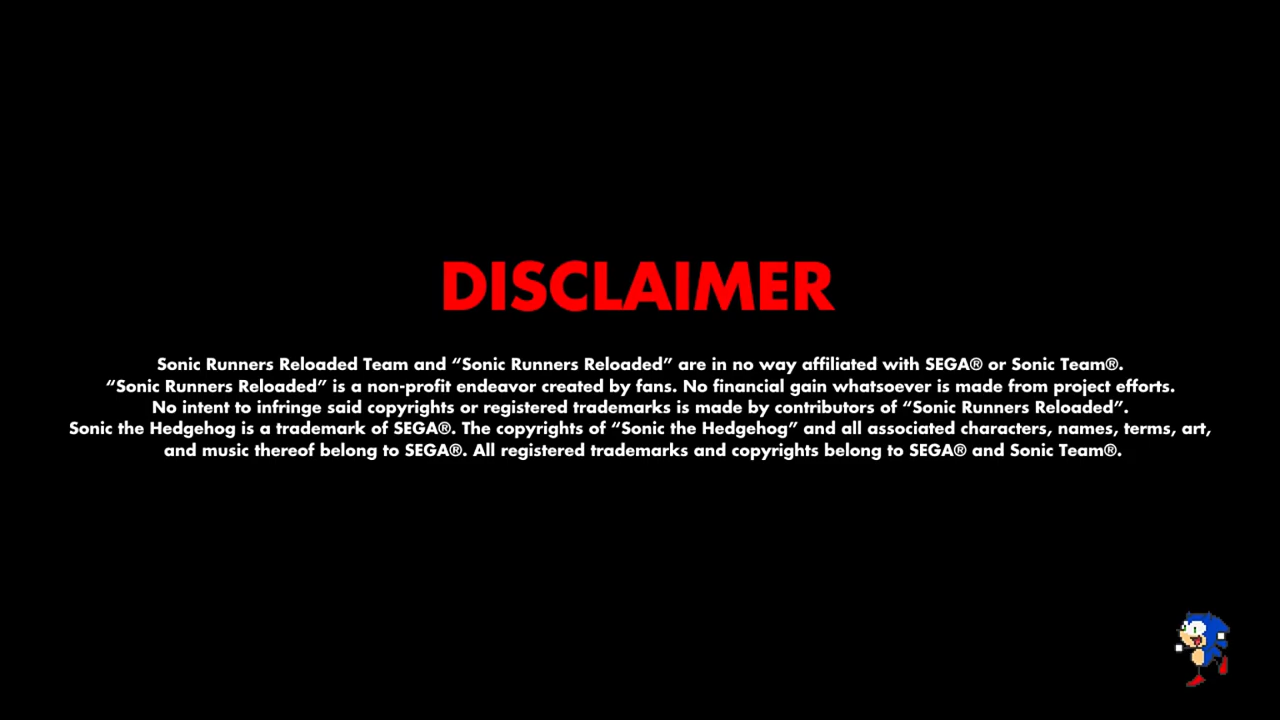 DISCLAIMER
Sonic Runners Reloaded Team and “Sonic Runners Reloaded” are in no way affiliated with SEGA® or Sonic Team®.
“Sonic Runners Reloaded” is a non-profit endeavor created by fans. No financial gain whatsoever is made from project efforts.
No intent to infringe said copyrights or registered trademarks is made by contributors of “Sonic Runners Reloaded”.
Sonic the Hedgehog is a trademark of SEGA®. The copyrights of “Sonic the Hedgehog” and all associated characters, names, terms, art,
and music thereof belong to SEGA®. All registered trademarks and copyrights belong to SEGA® and Sonic Team®.